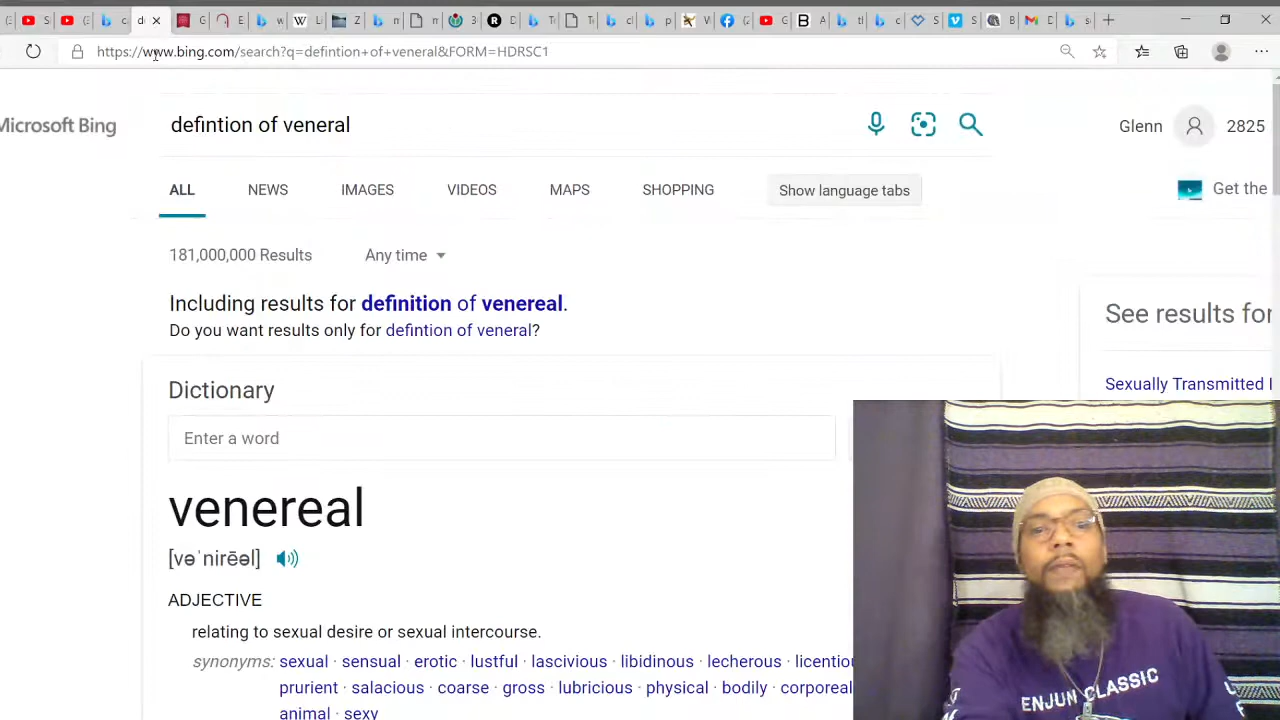 https://www.bing.com/search?q=defintion+of+veneral&FORM=HDRSC1
Microsoft Bing
defintion of veneral
Glenn
2825
ALL NEWS IMAGES VIDEOS MAPS SHOPPING Show language tabs
Get the
181,000,000 Results Any time
Including results for definition of venereal.
Do you want results only for defintion of veneral?
See results for
Sexually Transmitted
Dictionary
Enter a word
venereal
[vəˈnirēəl]
ADJECTIVE
relating to sexual desire or sexual intercourse.
synonyms: sexual · sensual · erotic · lustful · lascivious · libidinous · lecherous · licentiou
prurient · salacious · coarse · gross · lubricious · physical · bodily · corporeal
animal · sexy
ENJUN CLASSIC